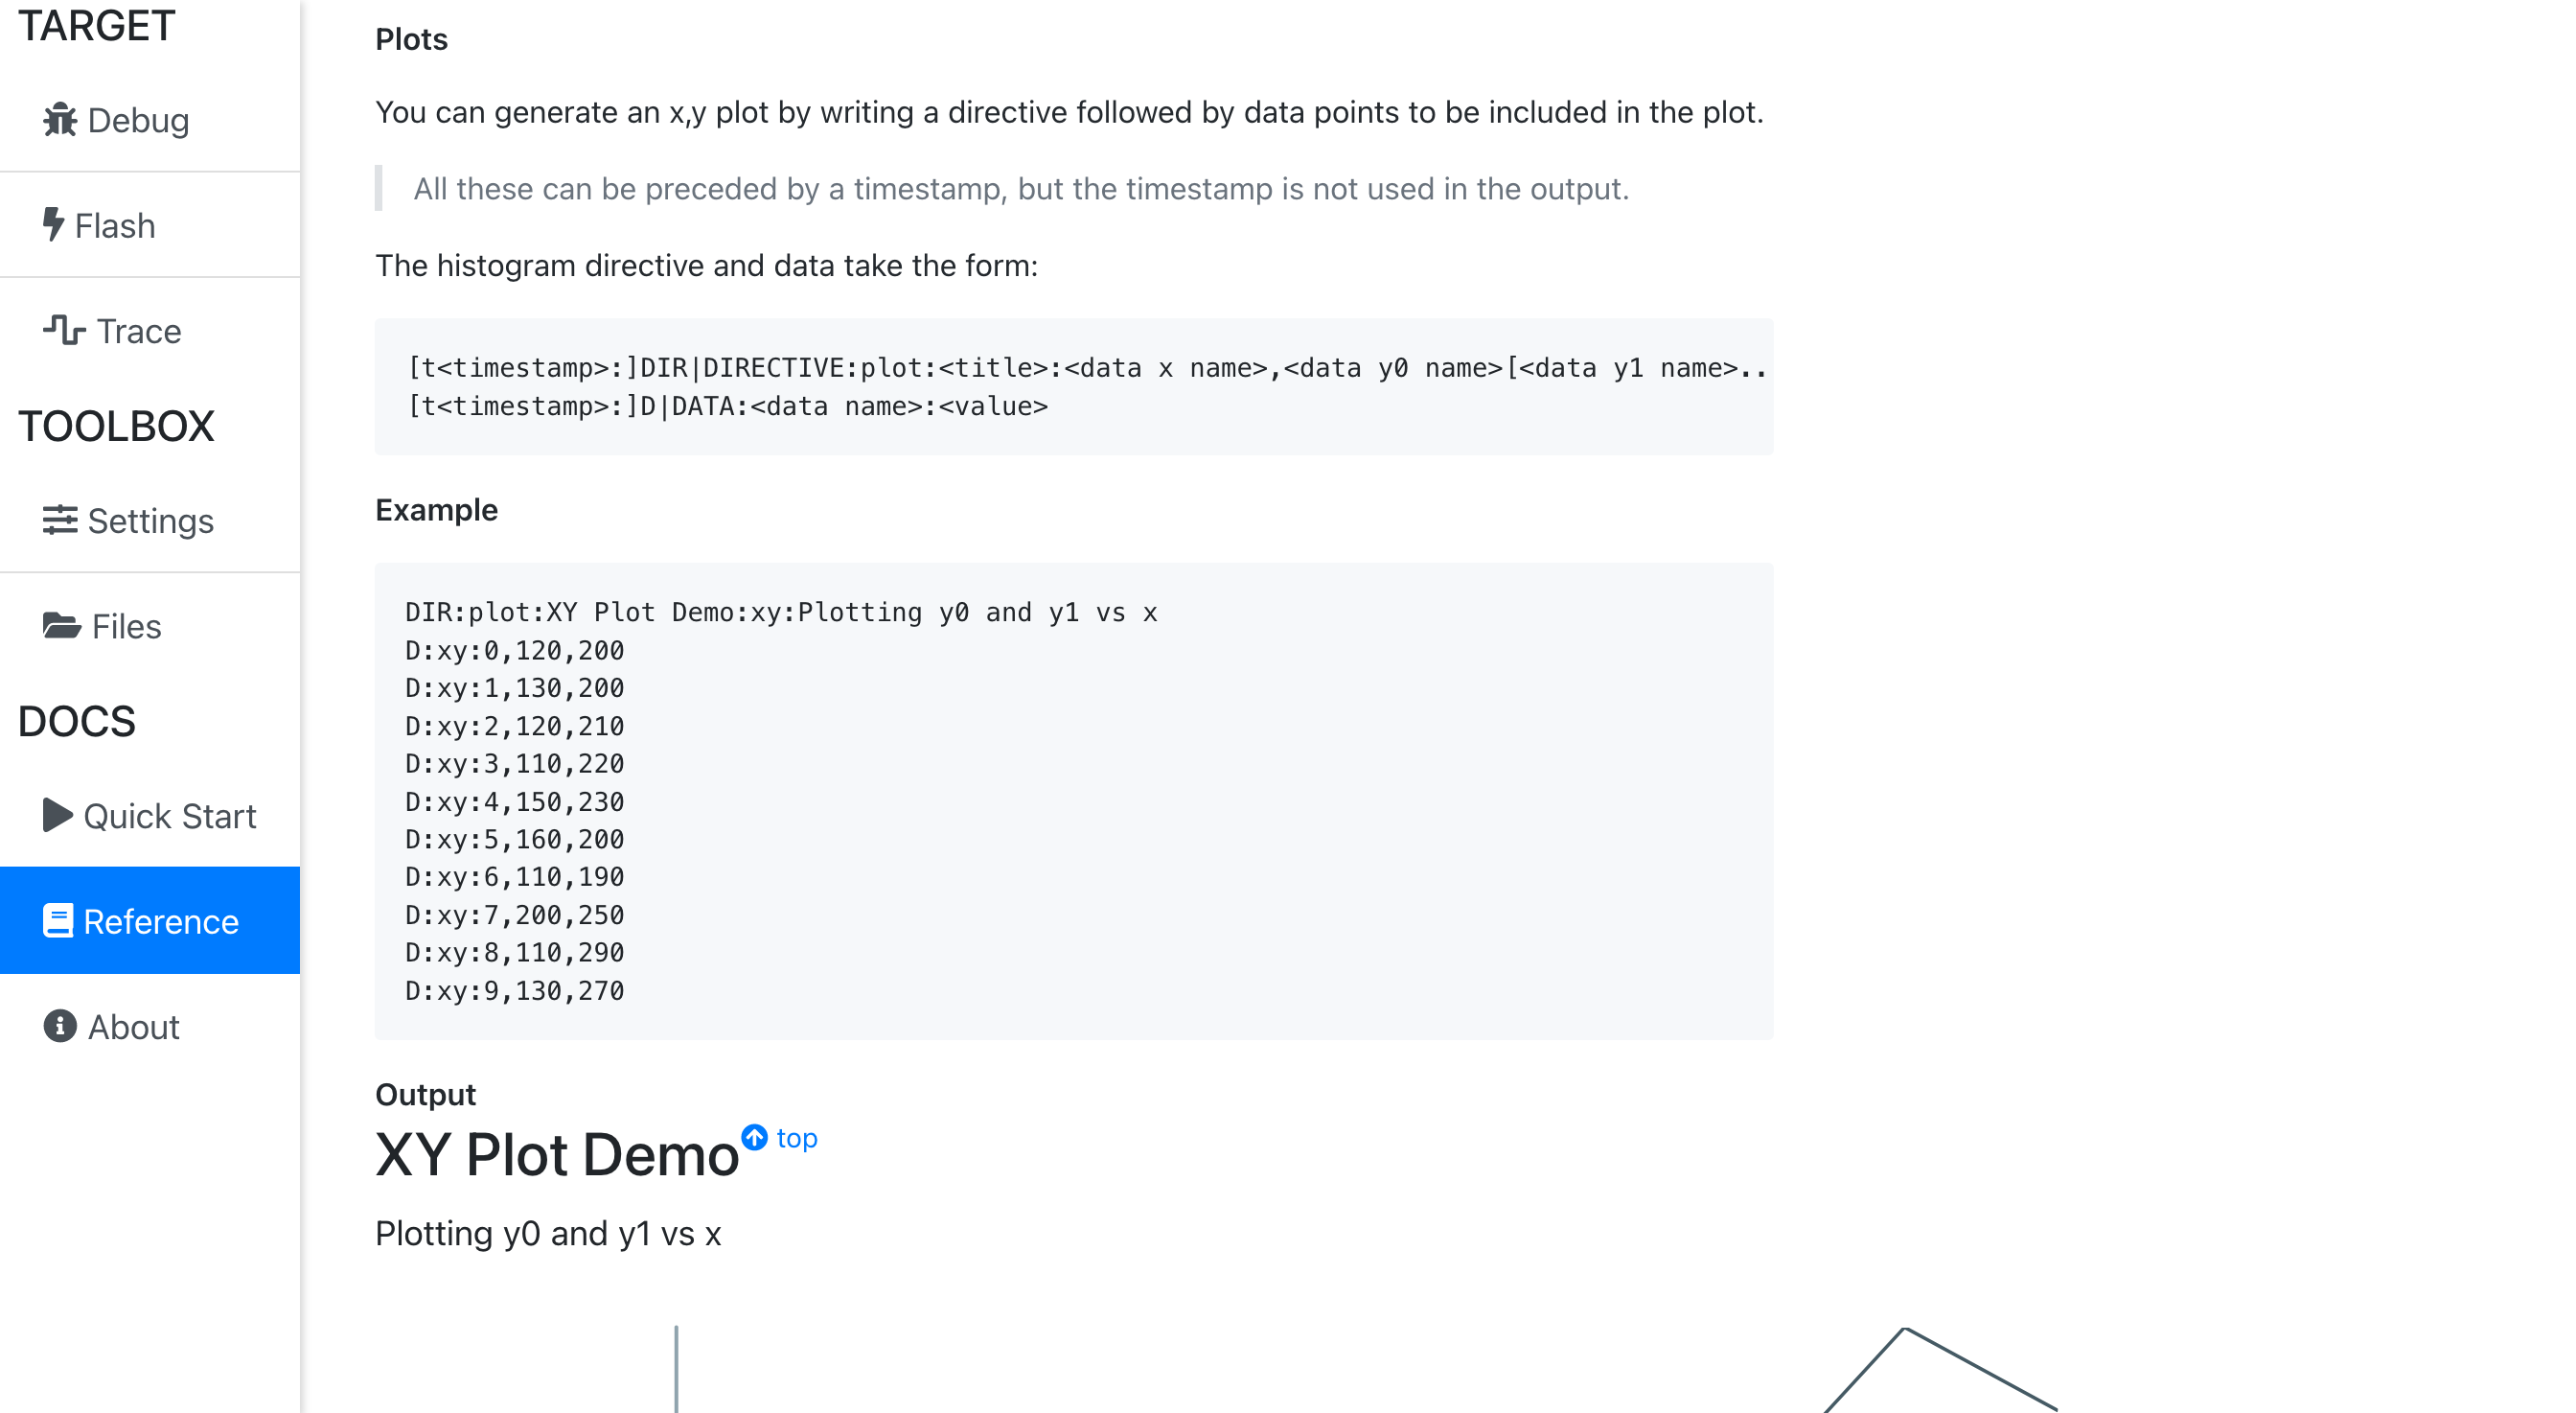 TARGET
Debug
Flash
Trace
TOOLBOX
Settings
Files
DOCS
Quick Start
Reference
About
Plots
You can generate an x,y plot by writing a directive followed by data points to be included in the plot.
All these can be preceded by a timestamp, but the timestamp is not used in the output.
The histogram directive and data take the form:
[t<timestamp>:]DIR|DIRECTIVE:plot:<title>:<data x name>,<data y0 name>[<data y1 name>..
[t<timestamp>:]D|DATA:<data name>:<value>
Example
DIR:plot:XY Plot Demo:xy:Plotting y0 and y1 vs x
D:xy:0,120,200
D:xy:1,130,200
D:xy:2,120,210
D:xy:3,110,220
D:xy:4,150,230
D:xy:5,160,200
D:xy:6,110,190
D:xy:7,200,250
D:xy:8,110,290
D:xy:9,130,270
Output
XY Plot Demo top
Plotting y0 and y1 vs x